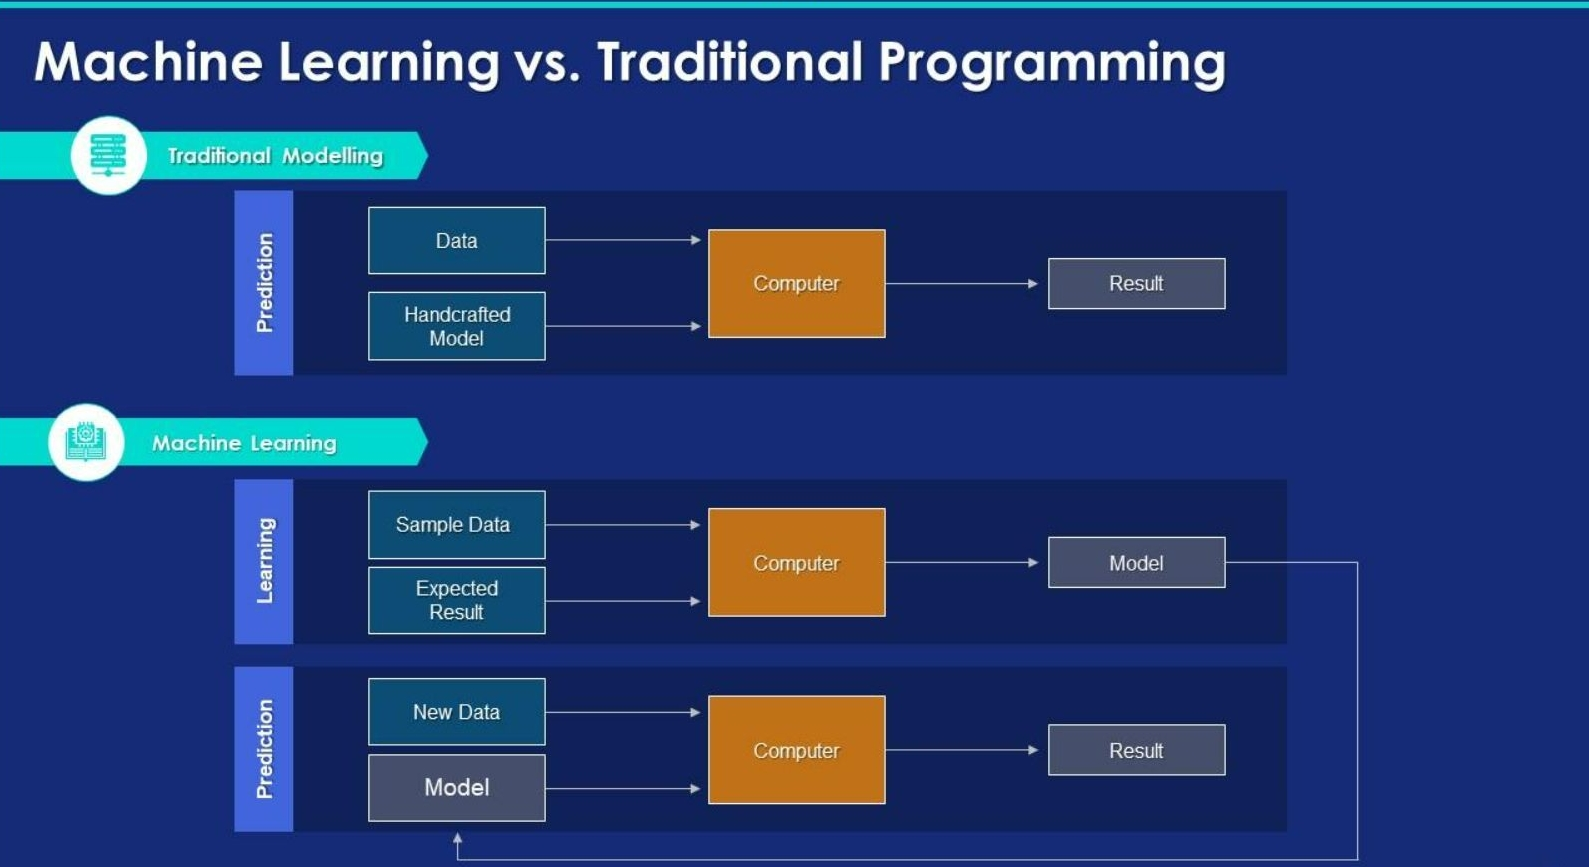 Machine Learning vs. Traditional Programming
Traditional Modelling
Prediction
Data
Handcrafted
Model
Computer
Result
Machine Learning
Learning
Sample Data
Expected
Result
Computer
Model
Prediction
New Data
Model
Computer
Result